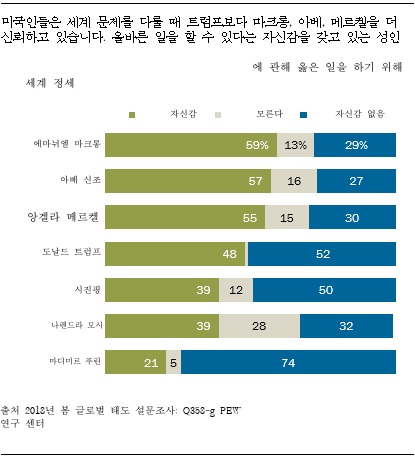 미국인들은 세계 문제를 다룰 때 트럼프보다 마크롱, 아베, 메르켈을 더
신뢰하고 있습니다. 올바른 일을 할 수 있다는 자신감을 갖고 있는 성인
에 관해 옳은 일을 하기 위해
세계 정세
자신감 모른다 자신감 없음
에마뉘엘 마크롱 59% 13% 29%
아베 신조 57 16 27
앙겔라 메르켈 55 15 30
도날드 트럼프 48 52
시진핑 39 12 50
나렌드라 모시 39 28 32
마디미르 푸틴 21 5 74
출처 2018년 봄 글로벌 태도 설문조사: Q35ß-g PEW
연구 센터